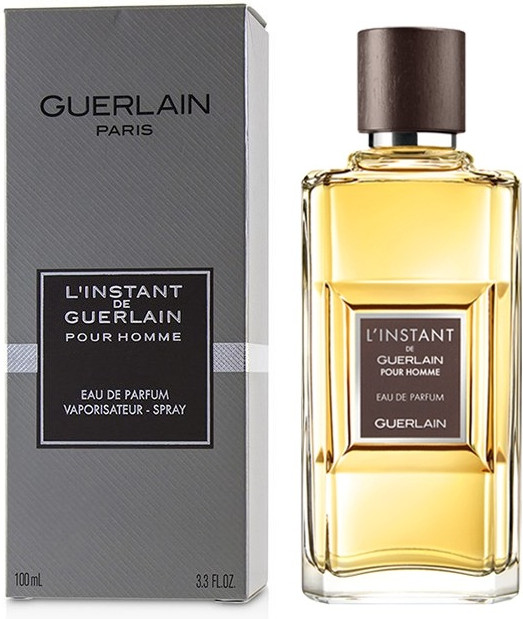 GUERLAIN
PARIS
L'INSTANT
DE
GUERLAIN
POUR HOMME
EAU DE PARFUM
VAPORISATEUR - SPRAY
100 mL
3.3 FL.OZ.
L'INSTANT
DE
GUERLAIN
POUR HOMME
EAU DE PARFUM
GUERLAIN